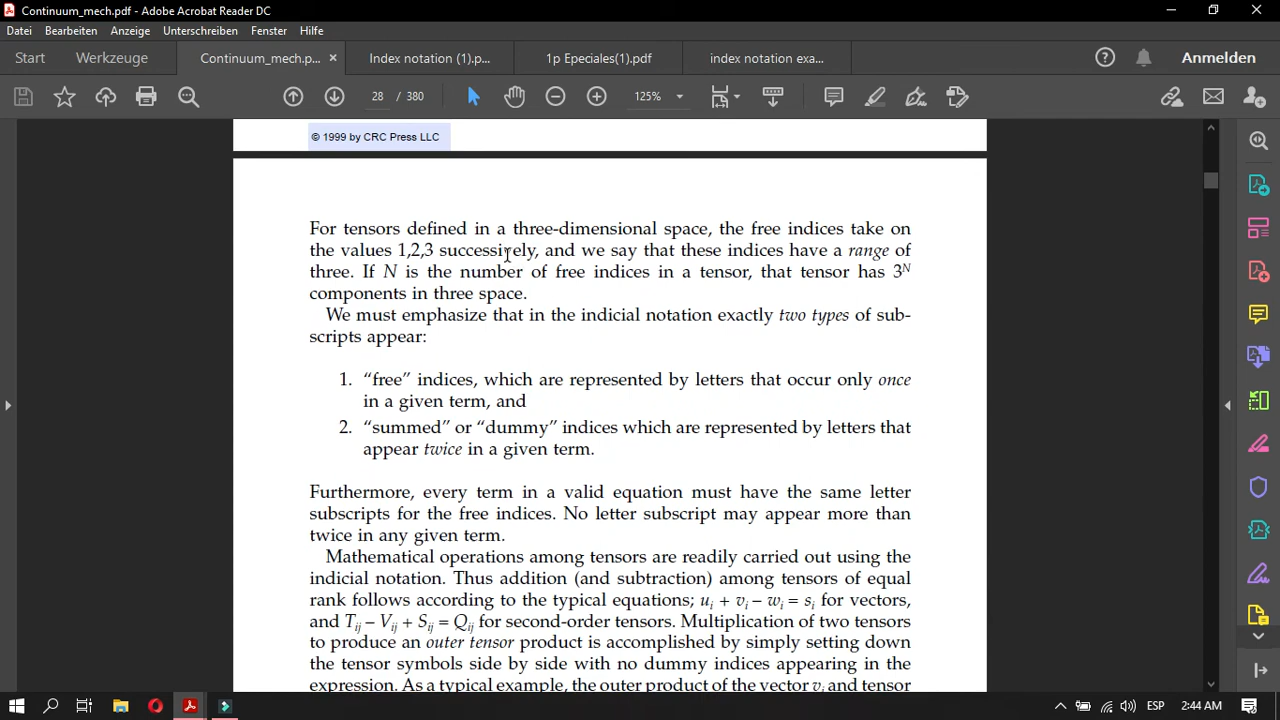 Continuum_mech.pdf - Adobe Acrobat Reader DC
Datei Bearbeiten Anzeige Unterschreiben Fenster Hilfe
Start Werkzeuge Continuum_mech.p... × Index notation (1).p... 1p Epeciales(1).pdf index notation exa... Anmelden
28 / 380 125%
© 1999 by CRC Press LLC
For tensors defined in a three-dimensional space, the free indices take on
the values 1,2,3 successively, and we say that these indices have a range of
three. If N is the number of free indices in a tensor, that tensor has 3ᴺ
components in three space.
We must emphasize that in the indicial notation exactly two types of sub-
scripts appear:
1. “free” indices, which are represented by letters that occur only once
in a given term, and
2. “summed” or “dummy” indices which are represented by letters that
appear twice in a given term.
Furthermore, every term in a valid equation must have the same letter
subscripts for the free indices. No letter subscript may appear more than
twice in any given term.
Mathematical operations among tensors are readily carried out using the
indicial notation. Thus addition (and subtraction) among tensors of equal
rank follows according to the typical equations; uᵢ + vᵢ – wᵢ = sᵢ for vectors,
and Tᵢⱼ – Vᵢⱼ + Sᵢⱼ = Qᵢⱼ for second-order tensors. Multiplication of two tensors
to produce an outer tensor product is accomplished by simply setting down
the tensor symbols side by side with no dummy indices appearing in the
expression. As a typical example, the outer product of the vector vᵢ and tensor
ESP 2:44 AM